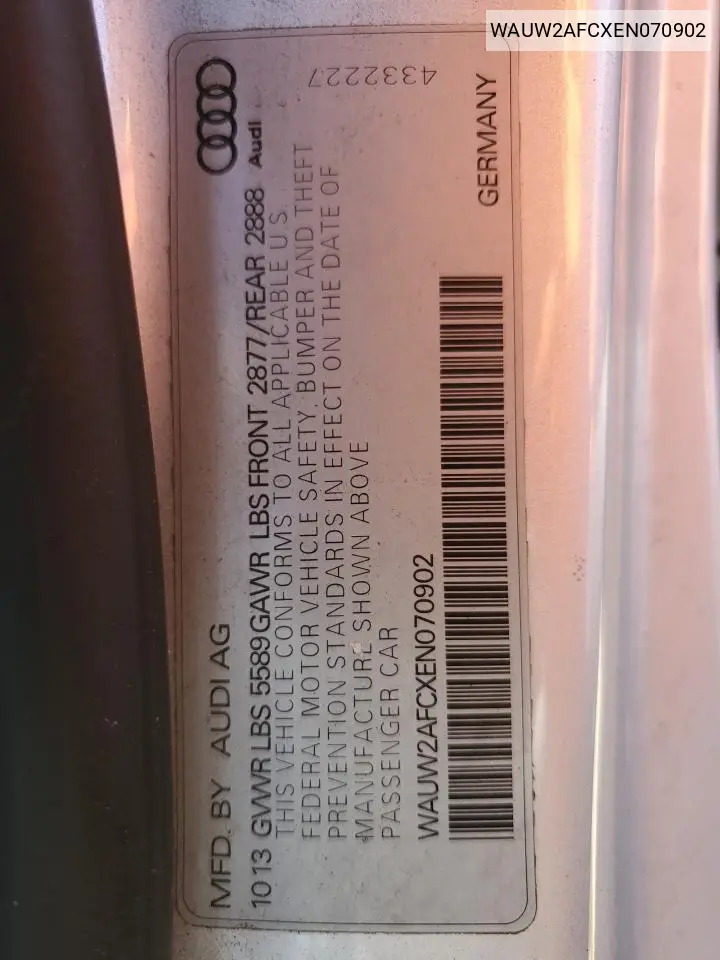 WAUW2AFCXEN070902
MFD. BY AUDI AG
1013 GVWR LBS 5589 GAWR LBS FRONT 2877/REAR 2888 Audi
THIS VEHICLE CONFORMS TO ALL APPLICABLE U S
FEDERAL MOTOR VEHICLE SAFETY. BUMPER AND THEFT
PREVENTION STANDARDS IN EFFECT ON THE DATE OF
MANUFACTURE SHOWN ABOVE
PASSENGER CAR
4332227
WAUW2AFCXEN070902
GERMANY